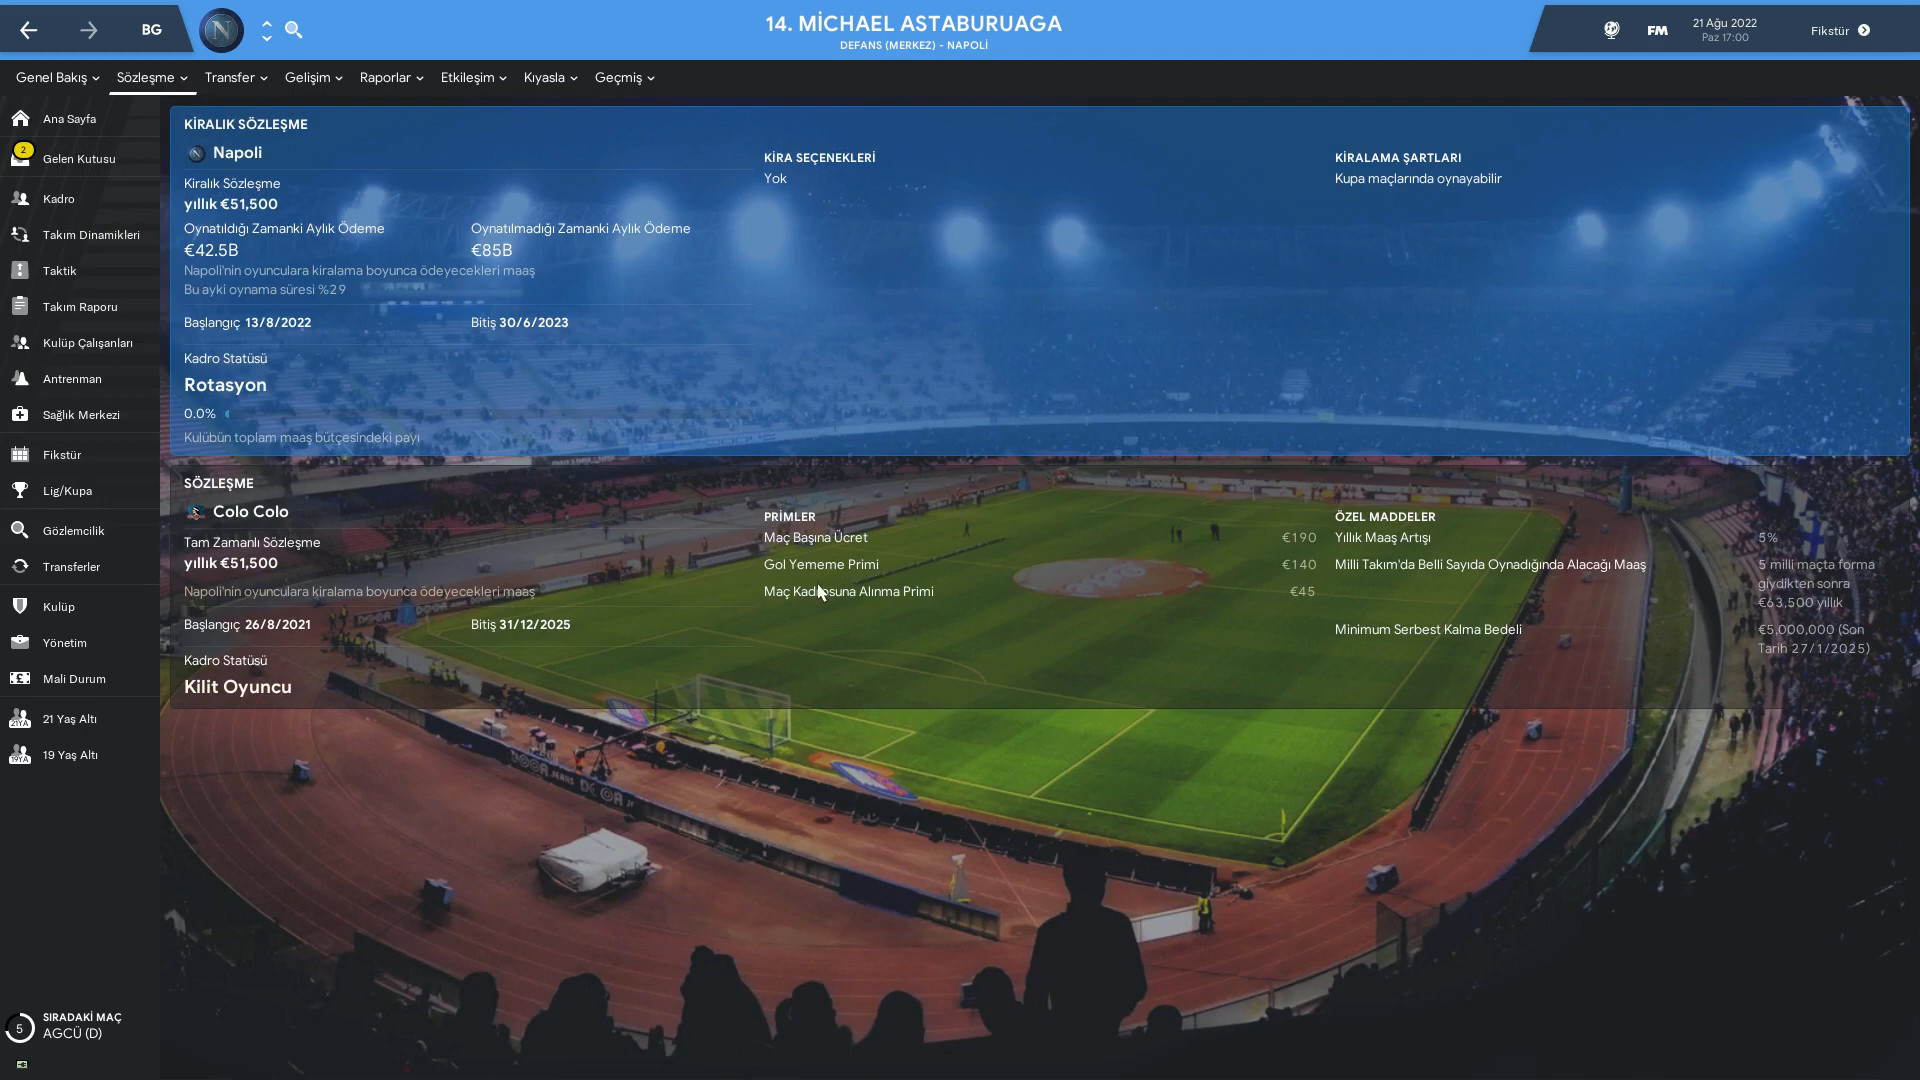 BG
14. MİCHAEL ASTABURUAGA
DEFANS (MERKEZ) - NAPOLİ
FM
21 Ağu 2022
Paz 17:00
Fikstür
Genel Bakış
Sözleşme
Transfer
Gelişim
Raporlar
Etkileşim
Kıyasla
Geçmiş
Ana Sayfa
2
Gelen Kutusu
Kadro
Takım Dinamikleri
Taktik
Takım Raporu
Kulüp Çalışanları
Antrenman
Sağlık Merkezi
Fikstür
Lig/Kupa
Gözlemcilik
Transferler
Kulüp
Yönetim
Mali Durum
21YA
21 Yaş Altı
19YA
19 Yaş Altı
5
SIRADAKİ MAÇ
AGCÜ (D)
KİRALIK SÖZLEŞME
Napoli
Kiralık Sözleşme
yıllık €51,500
Oynatıldığı Zamanki Aylık Ödeme
€42.5B
Oynatılmadığı Zamanki Aylık Ödeme
€85B
Napoli'nin oyunculara kiralama boyunca ödeyecekleri maaş
Bu ayki oynama süresi %29
Başlangıç 13/8/2022
Bitiş 30/6/2023
Kadro Statüsü
Rotasyon
0.0%
Kulübün toplam maaş bütçesindeki payı
KİRA SEÇENEKLERİ
Yok
KİRALAMA ŞARTLARI
Kupa maçlarında oynayabilir
SÖZLEŞME
Colo Colo
Tam Zamanlı Sözleşme
yıllık €51,500
Napoli'nin oyunculara kiralama boyunca ödeyecekleri maaş
Başlangıç 26/8/2021
Bitiş 31/12/2025
Kadro Statüsü
Kilit Oyuncu
PRİMLER
Maç Başına Ücret €190
Gol Yememe Primi €140
Maç Kadrosuna Alınma Primi €45
ÖZEL MADDELER
Yıllık Maaş Artışı 5%
Milli Takım'da Belli Sayıda Oynadığında Alacağı Maaş 5 milli maçta forma
giydikten sonra
€63,500 yıllık
Minimum Serbest Kalma Bedeli €5,000,000 (Son
Tarih 27/1/2025)